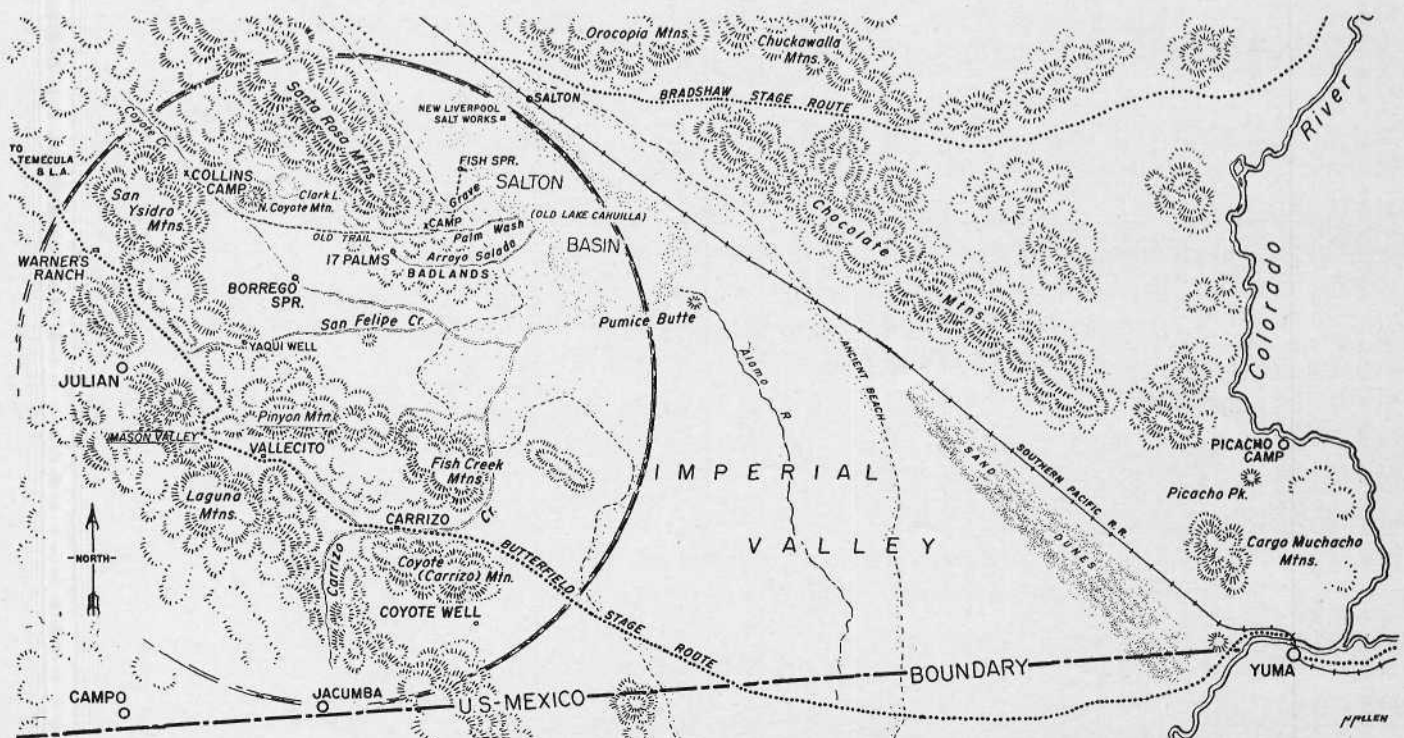 Orocopia Mtns.
Chuckawalla
Mtns.
BRADSHAW STAGE ROUTE
River
Colorado
SALTON
NEW LIVERPOOL
SALT WORKS
Santa Rosa Mtns.
Coyote Cr.
TO
TEMECULA
& L.A.
COLLINS
CAMP
San
Ysidro
Mtns.
Clark L.
N. Coyote Mtn.
FISH SPR.
Grave
SALTON
(OLD LAKE CAHUILLA)
BASIN
CAMP
OLD TRAIL
Palm Wash
17 PALMS
Arroyo Salada
BADLANDS
WARNER'S
RANCH
BORREGO
SPR.
San Felipe Cr.
YAQUI WELL
Pumice Butte
Chocolate
Mtns.
Alamo R.
ANCIENT BEACH
JULIAN
Pinyon Mtn.
MASON VALLEY
VALLECITO
Fish Creek
Mtns.
Laguna
Mtns.
CARRIZO
Cr.
Carrizo
IMPERIAL
VALLEY
SAND DUNES
SOUTHERN PACIFIC R.R.
PICACHO
CAMP
Picacho Pk.
Cargo Muchacho
Mtns.
-NORTH-
Coyote
(Carrizo) Mtn.
COYOTE WELL
BUTTERFIELD STAGE ROUTE
CAMPO
JACUMBA
U.S-MEXICO BOUNDARY
YUMA